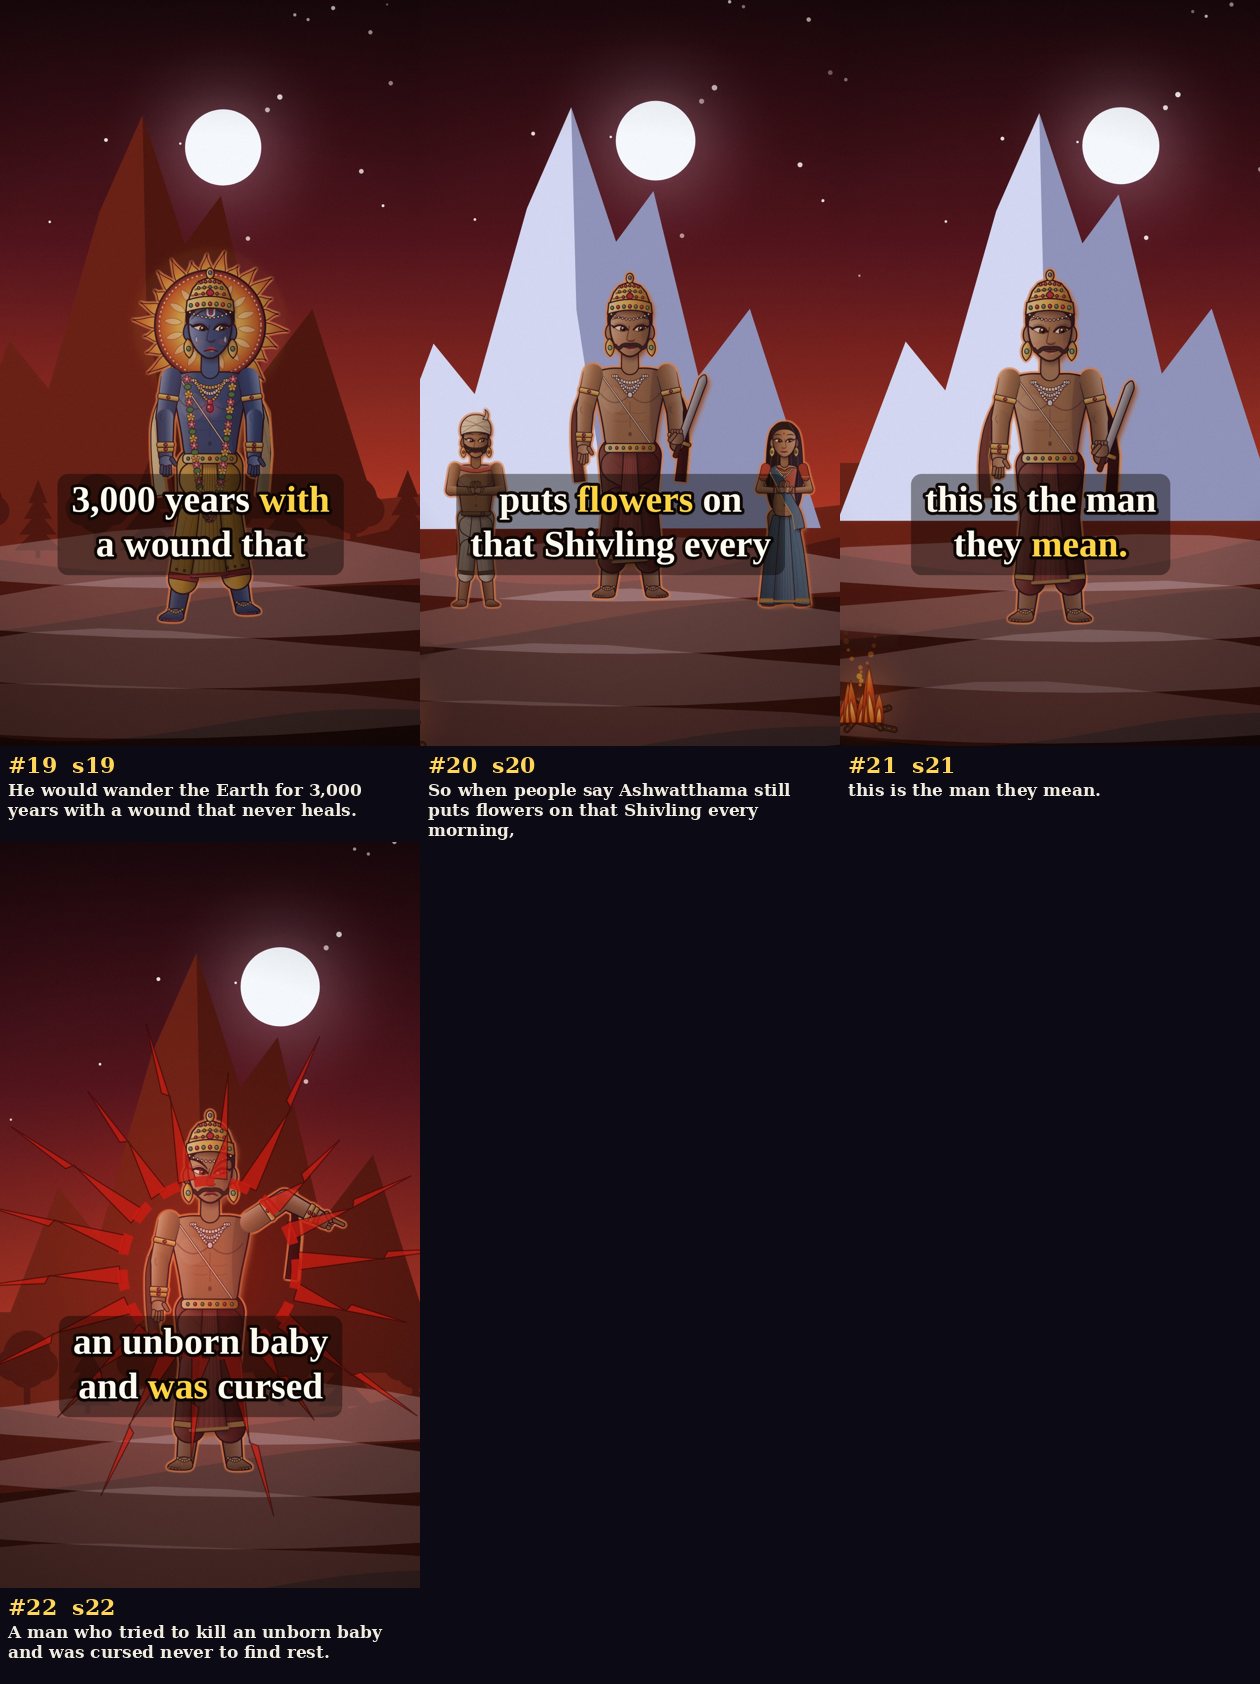 3,000 years with
a wound that
#19 s19
He would wander the Earth for 3,000
years with a wound that never heals.
puts flowers on
that Shivling every
#20 s20
So when people say Ashwatthama still
puts flowers on that Shivling every
morning,
this is the man
they mean.
#21 s21
this is the man they mean.
an unborn baby
and was cursed
#22 s22
A man who tried to kill an unborn baby
and was cursed never to find rest.